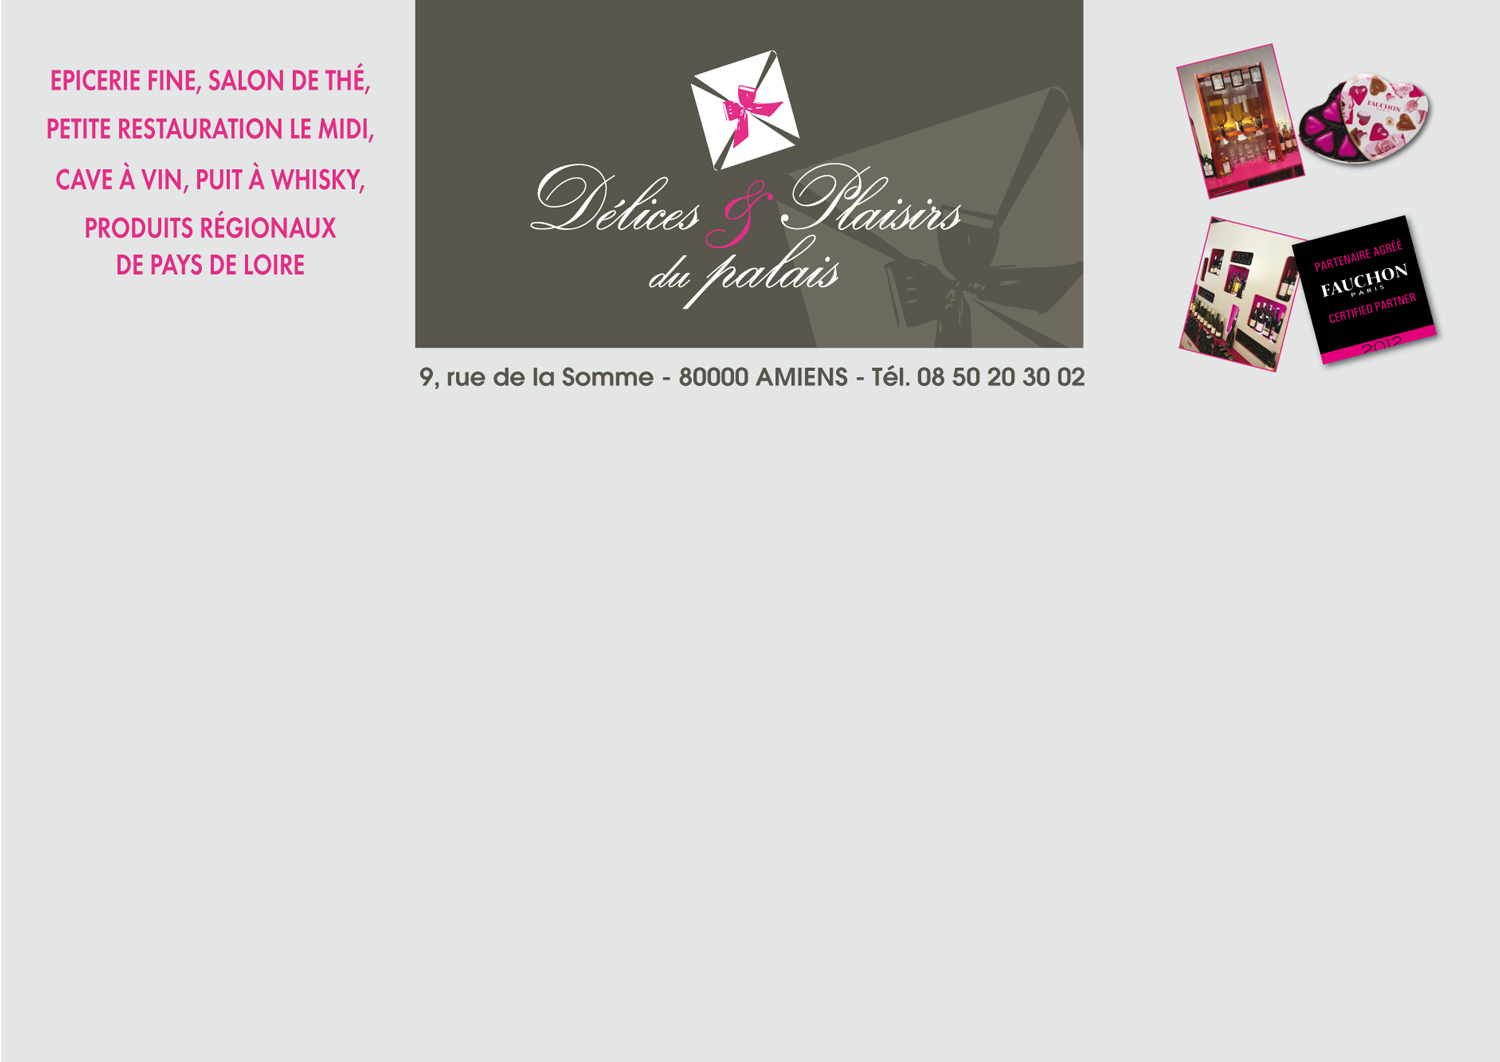 EPICERIE FINE, SALON DE THÉ,
PETITE RESTAURATION LE MIDI,
CAVE À VIN, PUIT À WHISKY,
PRODUITS RÉGIONAUX
DE PAYS DE LOIRE
Délices & Plaisirs
du palais
9, rue de la Somme - 80000 AMIENS - Tél. 08 50 20 30 02
FAUCHON
PARTENAIRE AGRÉÉ
FAUCHON
PARIS
CERTIFIED PARTNER
2012